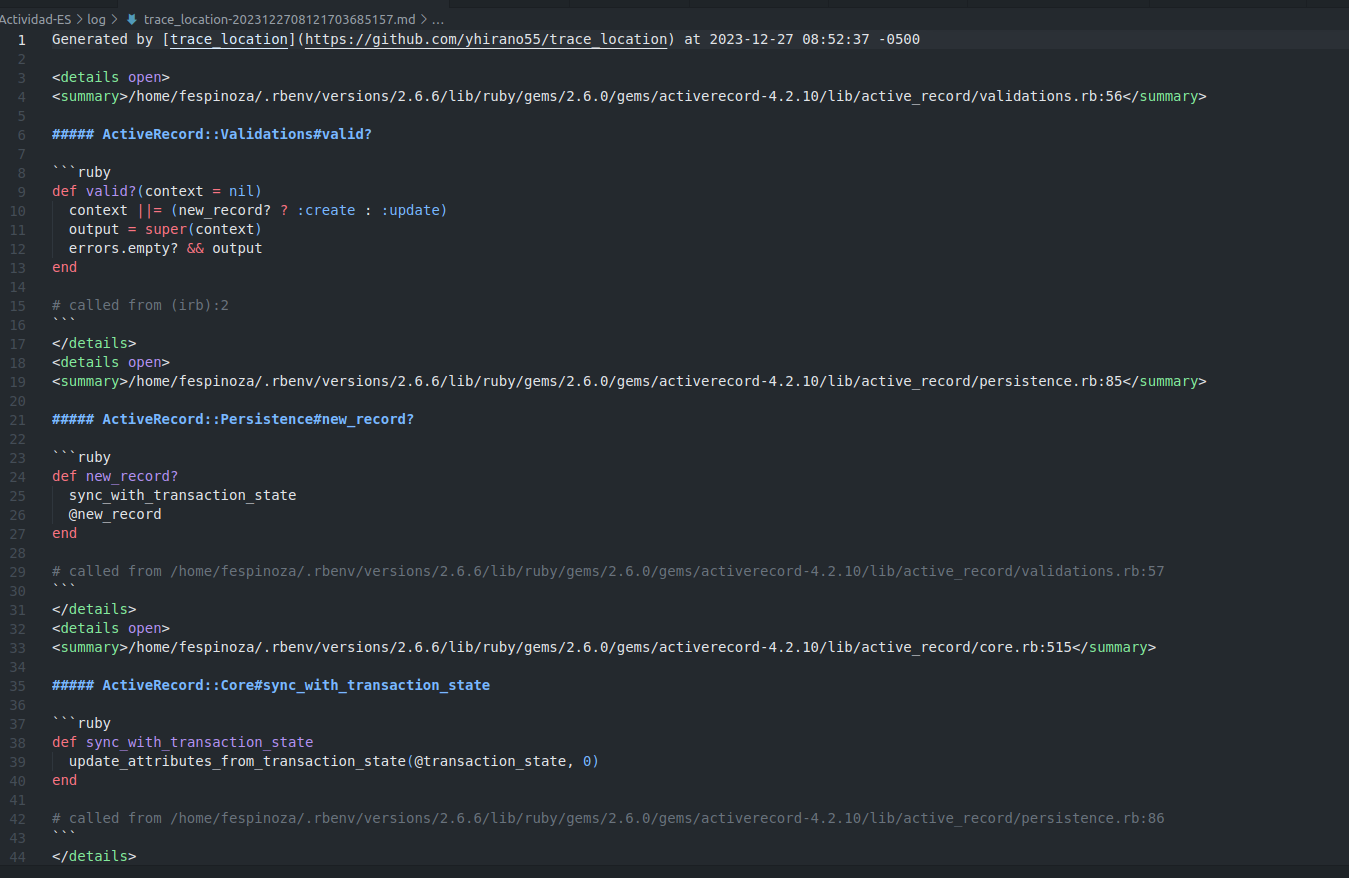 Actividad-ES > log > trace_location-2023122708121703685157.md > ...
1 Generated by [trace_location](https://github.com/yhirano55/trace_location) at 2023-12-27 08:52:37 -0500
2
3 <details open>
4 <summary>/home/fespinoza/.rbenv/versions/2.6.6/lib/ruby/gems/2.6.0/gems/activerecord-4.2.10/lib/active_record/validations.rb:56</summary>
5
6 ##### ActiveRecord::Validations#valid?
7
8 ```ruby
9 def valid?(context = nil)
10   context ||= (new_record? ? :create : :update)
11   output = super(context)
12   errors.empty? && output
13 end
14
15 # called from (irb):2
16 ```
17 </details>
18 <details open>
19 <summary>/home/fespinoza/.rbenv/versions/2.6.6/lib/ruby/gems/2.6.0/gems/activerecord-4.2.10/lib/active_record/persistence.rb:85</summary>
20
21 ##### ActiveRecord::Persistence#new_record?
22
23 ```ruby
24 def new_record?
25   sync_with_transaction_state
26   @new_record
27 end
28
29 # called from /home/fespinoza/.rbenv/versions/2.6.6/lib/ruby/gems/2.6.0/gems/activerecord-4.2.10/lib/active_record/validations.rb:57
30 ```
31 </details>
32 <details open>
33 <summary>/home/fespinoza/.rbenv/versions/2.6.6/lib/ruby/gems/2.6.0/gems/activerecord-4.2.10/lib/active_record/core.rb:515</summary>
34
35 ##### ActiveRecord::Core#sync_with_transaction_state
36
37 ```ruby
38 def sync_with_transaction_state
39   update_attributes_from_transaction_state(@transaction_state, 0)
40 end
41
42 # called from /home/fespinoza/.rbenv/versions/2.6.6/lib/ruby/gems/2.6.0/gems/activerecord-4.2.10/lib/active_record/persistence.rb:86
43 ```
44 </details>